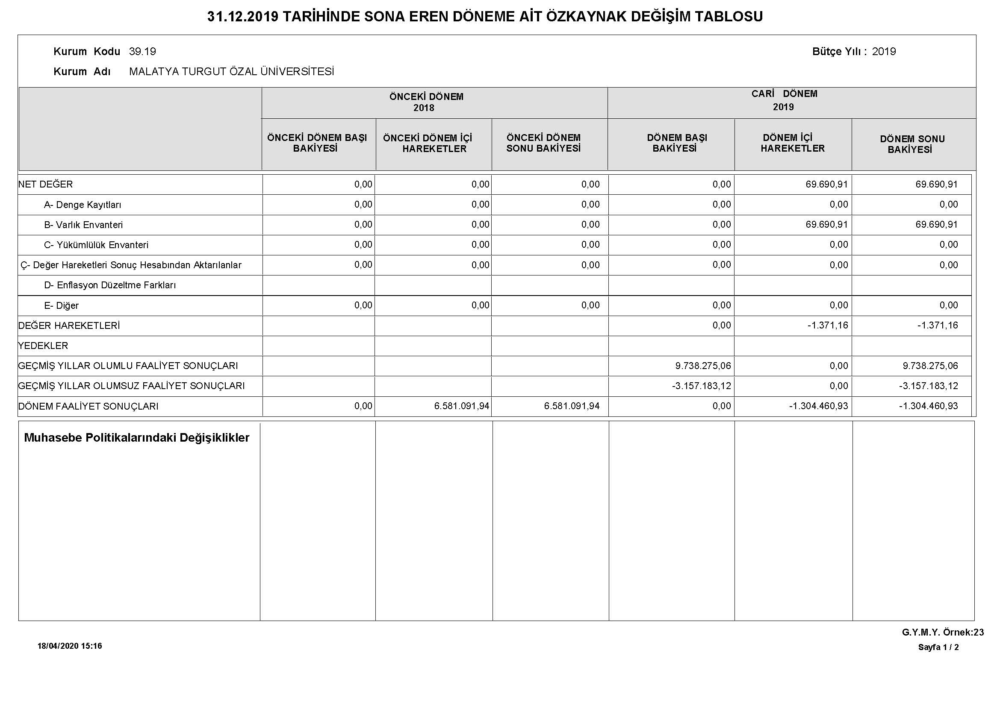 31.12.2019 TARİHİNDE SONA EREN DÖNEME AİT ÖZKAYNAK DEĞİŞİM TABLOSU
Kurum Kodu 39.19 Bütçe Yılı : 2019
Kurum Adı MALATYA TURGUT ÖZAL ÜNİVERSİTESİ
ÖNCEKİ DÖNEM
2018
CARİ DÖNEM
2019
ÖNCEKİ DÖNEM BAŞI
BAKİYESİ
ÖNCEKİ DÖNEM İÇİ
HAREKETLER
ÖNCEKİ DÖNEM
SONU BAKİYESİ
DÖNEM BAŞI
BAKİYESİ
DÖNEM İÇİ
HAREKETLER
DÖNEM SONU
BAKİYESİ
NET DEĞER 0,00 0,00 0,00 0,00 69.690,91 69.690,91
A- Denge Kayıtları 0,00 0,00 0,00 0,00 0,00 0,00
B- Varlık Envanteri 0,00 0,00 0,00 0,00 69.690,91 69.690,91
C- Yükümlülük Envanteri 0,00 0,00 0,00 0,00 0,00 0,00
Ç- Değer Hareketleri Sonuç Hesabından Aktarılanlar 0,00 0,00 0,00 0,00 0,00 0,00
D- Enflasyon Düzeltme Farkları
E- Diğer 0,00 0,00 0,00 0,00 0,00 0,00
DEĞER HAREKETLERİ 0,00 -1.371,16 -1.371,16
YEDEKLER
GEÇMİŞ YILLAR OLUMLU FAALİYET SONUÇLARI 9.738.275,06 0,00 9.738.275,06
GEÇMİŞ YILLAR OLUMSUZ FAALİYET SONUÇLARI -3.157.183,12 0,00 -3.157.183,12
DÖNEM FAALİYET SONUÇLARI 0,00 6.581.091,94 6.581.091,94 0,00 -1.304.460,93 -1.304.460,93
Muhasebe Politikalarındaki Değişiklikler
G.Y.M.Y. Örnek:23
18/04/2020 15:16 Sayfa 1 / 2